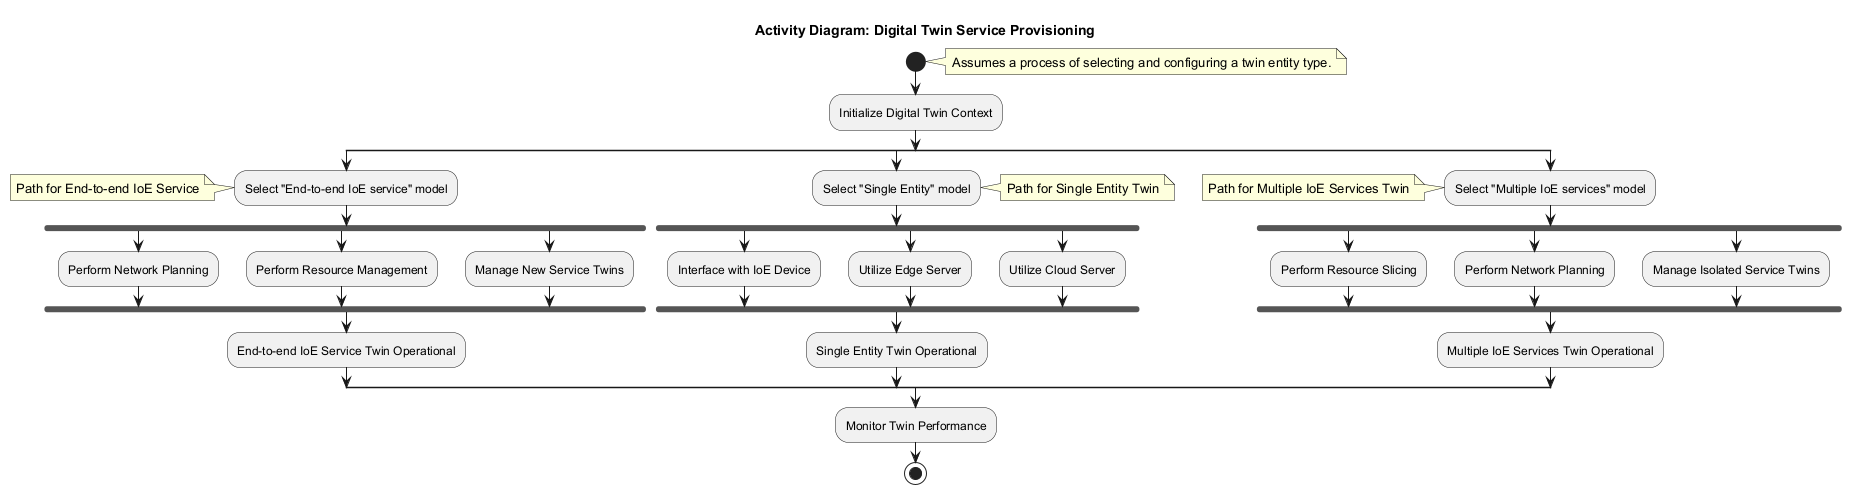 Activity Diagram: Digital Twin Service Provisioning
Assumes a process of selecting and configuring a twin entity type.
Initialize Digital Twin Context
Path for End-to-end IoE Service
Select "End-to-end IoE service" model
Select "Single Entity" model
Path for Single Entity Twin
Path for Multiple IoE Services Twin
Select "Multiple IoE services" model
Perform Network Planning
Perform Resource Management
Manage New Service Twins
Interface with IoE Device
Utilize Edge Server
Utilize Cloud Server
Perform Resource Slicing
Perform Network Planning
Manage Isolated Service Twins
End-to-end IoE Service Twin Operational
Single Entity Twin Operational
Multiple IoE Services Twin Operational
Monitor Twin Performance